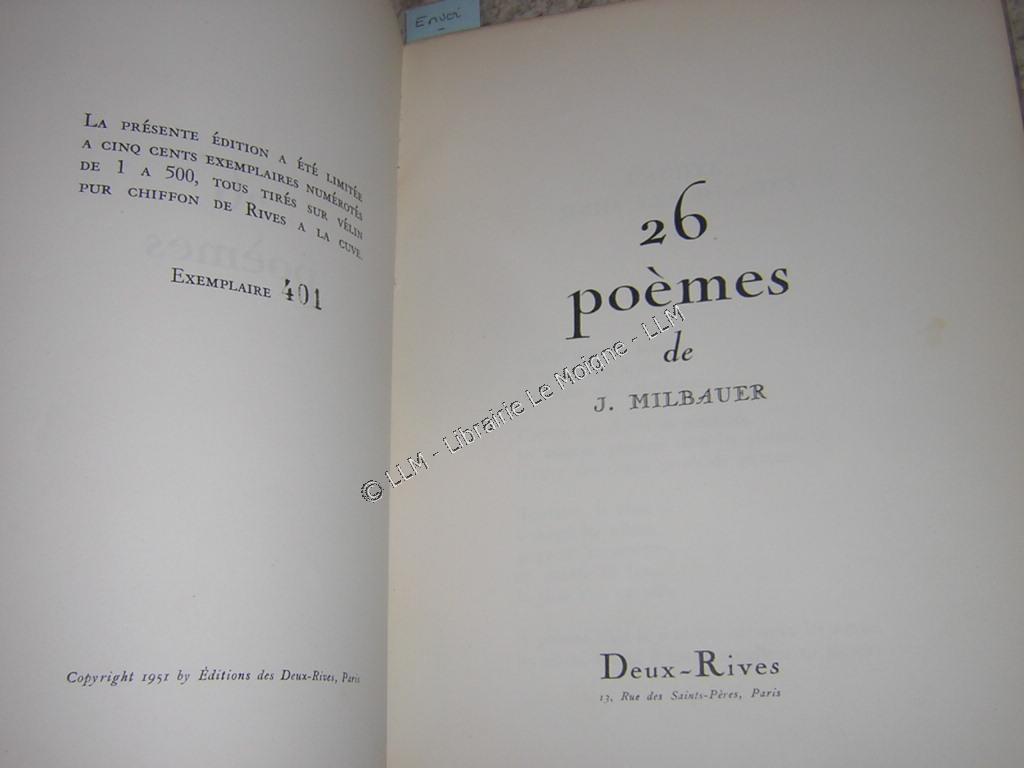 Envoi
La présente édition a été limitée
a cinq cents exemplaires numérotés
de 1 a 500, tous tirés sur vélin
pur chiffon de Rives a la cuve.
Exemplaire 401
Copyright 1951 by Éditions des Deux-Rives, Paris
26
poèmes
de
J. MILBAUER
Deux-Rives
13, Rue des Saints-Pères, Paris
© LLM - Librairie Le Moigne - LLM